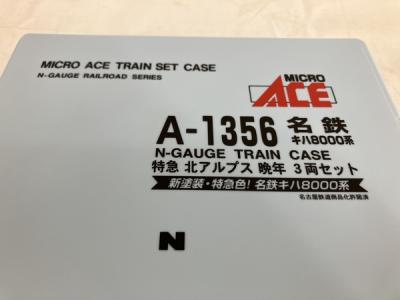 MICRO ACE TRAIN SET CASE
N-GAUGE RAILROAD SERIES
MICRO
ACE
A-1356 名鉄
キハ8000系
N-GAUGE TRAIN CASE
特急 北アルプス 晩年 3両セット
新塗装・特急色! 名鉄キハ8000系
名古屋鉄道商品化許諾済
N